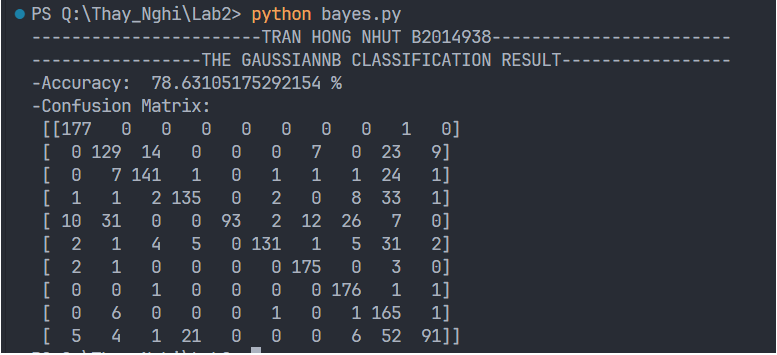 PS Q:\Thay_Nghi\Lab2> python bayes.py
-----------------------TRAN HONG NHUT B2014938------------------------
-----------------THE GAUSSIANNB CLASSIFICATION RESULT-----------------
-Accuracy:  78.63105175292154 %
-Confusion Matrix:
 [[177   0   0   0   0   0   0   0   1   0]
 [  0 129  14   0   0   0   7   0  23   9]
 [  0   7 141   1   0   1   1   1  24   1]
 [  1   1   2 135   0   2   0   8  33   1]
 [ 10  31   0   0  93   2  12  26   7   0]
 [  2   1   4   5   0 131   1   5  31   2]
 [  2   1   0   0   0   0 175   0   3   0]
 [  0   0   1   0   0   0   0 176   1   1]
 [  0   6   0   0   0   1   0   1 165   1]
 [  5   4   1  21   0   0   0   6  52  91]]